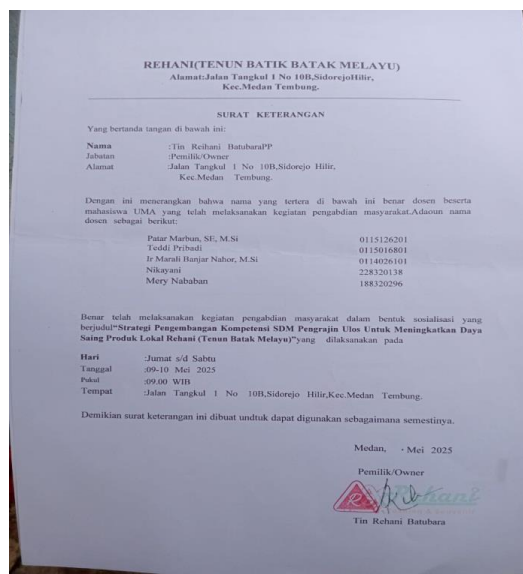 REHANI(TENUN BATIK BATAK MELAYU)
Alamat:Jalan Tangkul 1 No 10B,SidorejoHilir,
Kec.Medan Tembung.
SURAT KETERANGAN
Yang bertanda tangan di bawah ini:
Nama :Tin Reihani BatubaraPP
Jabatan :Pemilik/Owner
Alamat :Jalan Tangkul 1 No 10B,Sidorejo Hilir,
Kec.Medan Tembung.
Dengan ini menerangkan bahwa nama yang tertera di bawah ini benar dosen beserta
mahasiswa UMA yang telah melaksanakan kegiatan pengabdian masyarakat.Adaoun nama
dosen sebagai berikut:
Patar Marbun, SE, M.Si 0115126201
Teddi Pribadi 0115016801
Ir Marali Banjar Nahor, M.Si 0114026101
Nikayani 228320138
Mery Nababan 188320296
Benar telah melaksanakan kegiatan pengabdian masyarakat dalam bentuk sosialisasi yang
berjudul"Strategi Pengembangan Kompetensi SDM Pengrajin Ulos Untuk Meningkatkan Daya
Saing Produk Lokal Rehani (Tenun Batak Melayu)"yang dilaksanakan pada
Hari :Jumat s/d Sabtu
Tanggal :09-10 Mei 2025
Pukul :09.00 WIB
Tempat :Jalan Tangkul 1 No 10B,Sidorejo Hilir,Kec.Medan Tembung.
Demikian surat keterangan ini dibuat undtuk dapat digunakan sebagaimana semestinya.
Medan, - Mei 2025
Pemilik/Owner
Rehani
Tin Rehani Batubara